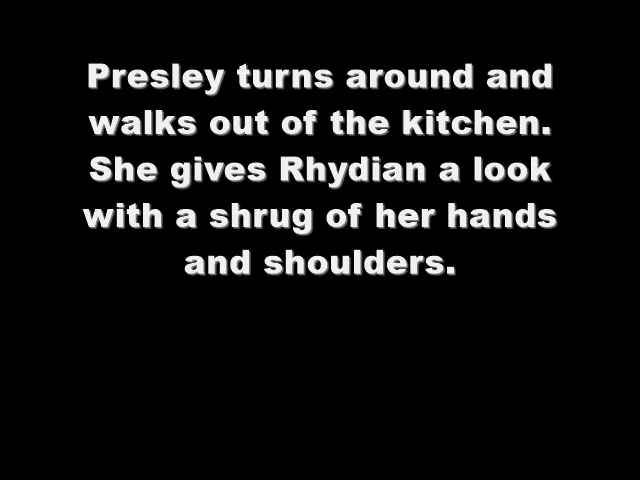 Presley turns around and
walks out of the kitchen.
She gives Rhydian a look
with a shrug of her hands
and shoulders.